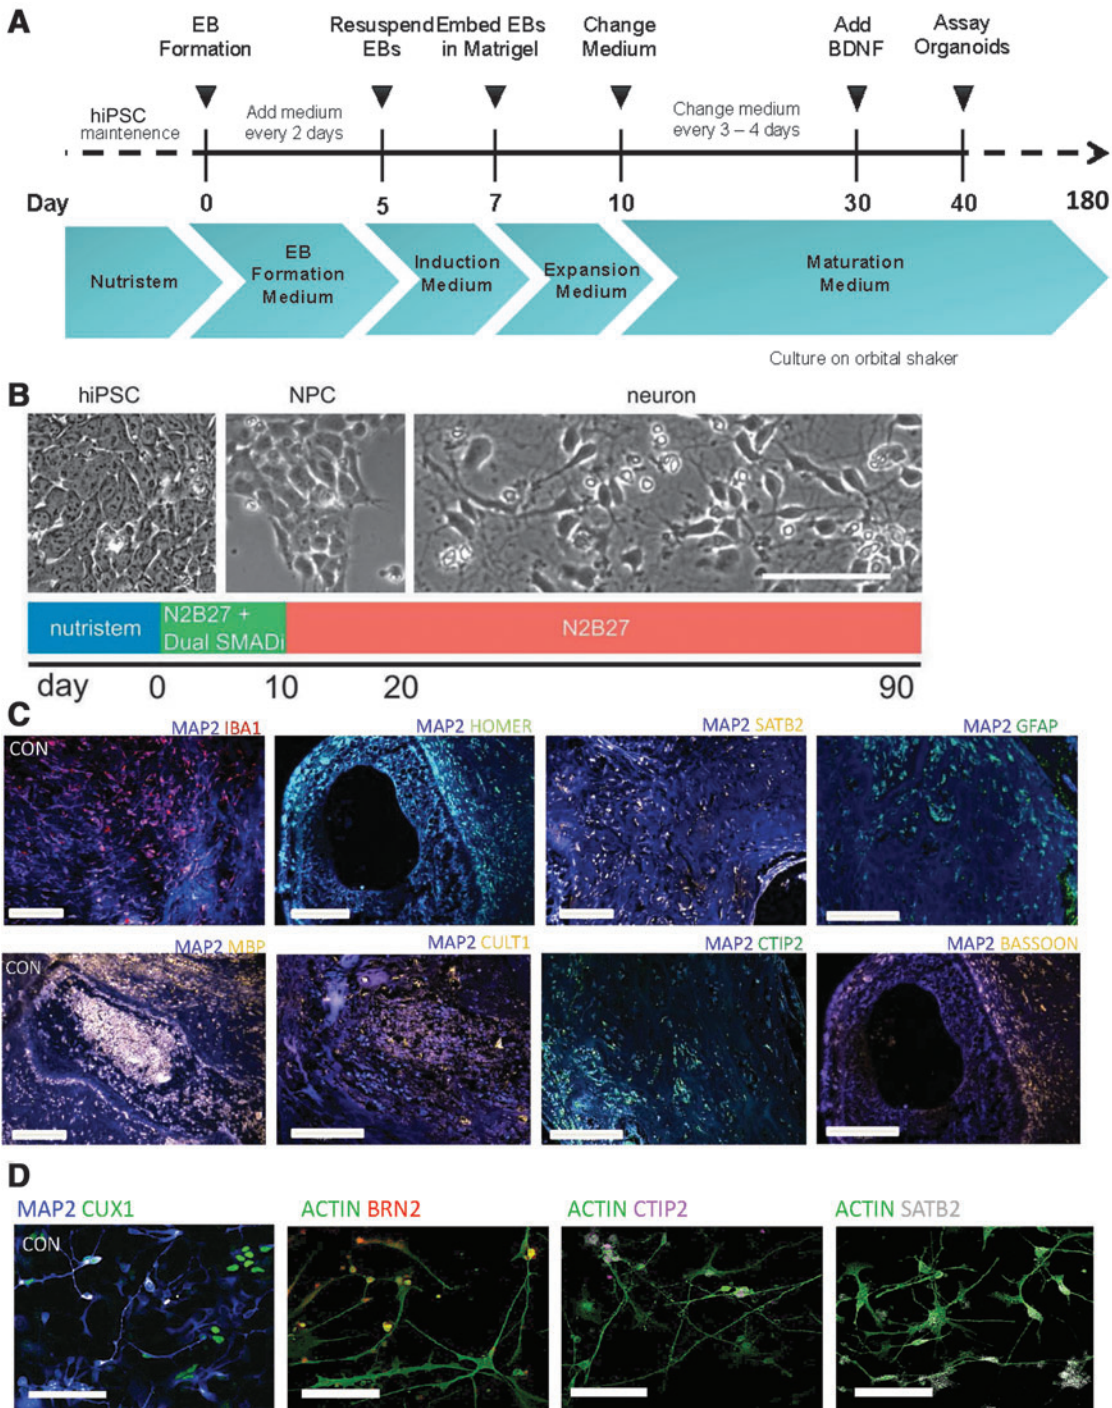 A
EB
Formation
Resuspend
EBs
Embed EBs
in Matrigel
Change
Medium
Add
BDNF
Assay
Organoids
hiPSC
maintenence
Add medium
every 2 days
Change medium
every 3 – 4 days
Day
0
5
7
10
30
40
180
Nutristem
EB
Formation
Medium
Induction
Medium
Expansion
Medium
Maturation
Medium
Culture on orbital shaker
B
hiPSC
NPC
neuron
nutristem
N2B27 +
Dual SMADi
N2B27
day
0
10
20
90
C
MAP2 IBA1
MAP2 HOMER
MAP2 SATB2
MAP2 GFAP
CON
MAP2 MBP
MAP2 CULT1
MAP2 CTIP2
MAP2 BASSOON
CON
D
MAP2 CUX1
ACTIN BRN2
ACTIN CTIP2
ACTIN SATB2
CON